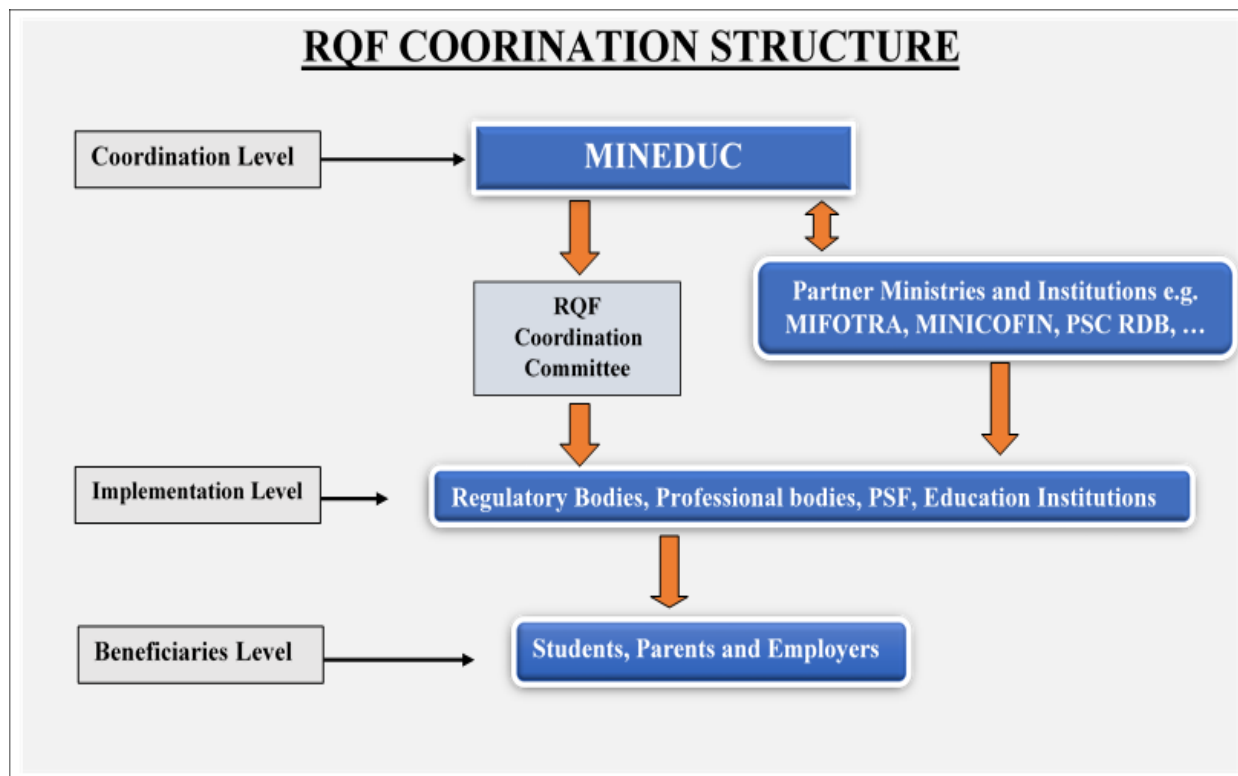 RQF COORINATION STRUCTURE
Coordination Level
MINEDUC
Partner Ministries and Institutions e.g.
MIFOTRA, MINICOFIN, PSC RDB, …
RQF
Coordination
Committee
Implementation Level
Regulatory Bodies, Professional bodies, PSF, Education Institutions
Beneficiaries Level
Students, Parents and Employers